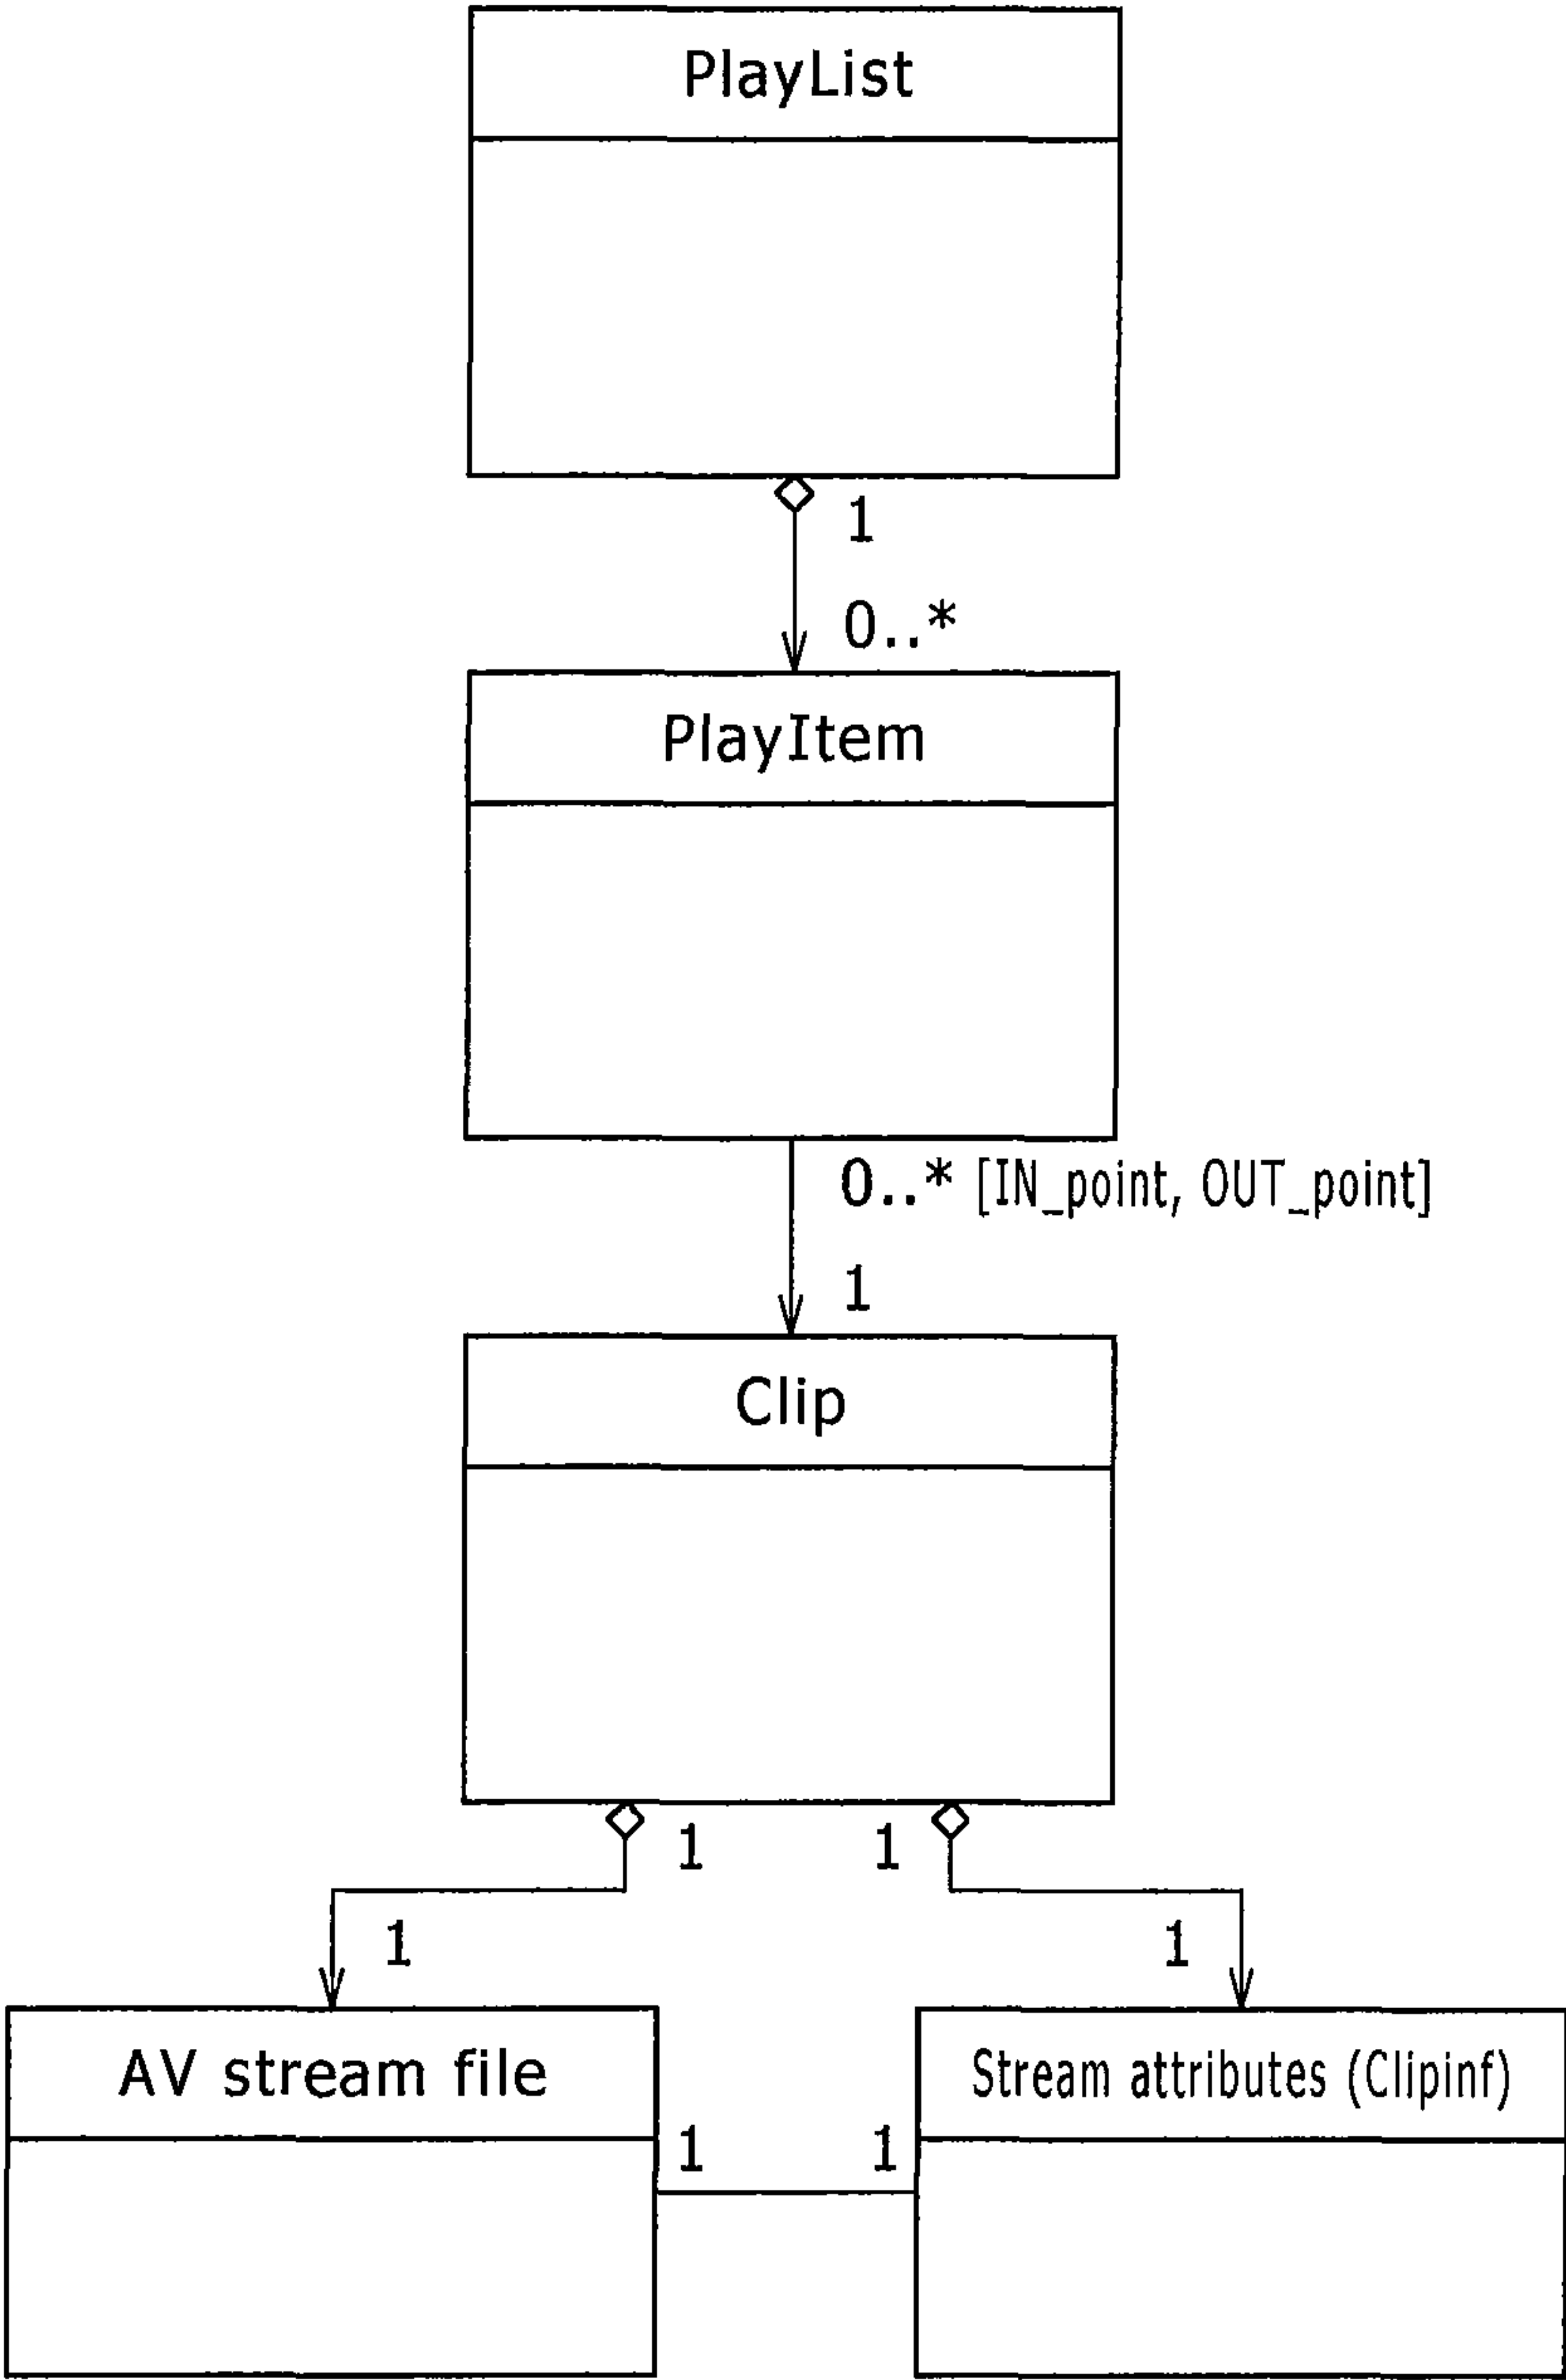 PlayList
1
0..*
PlayItem
0..* [IN_point, OUT_point]
1
Clip
1 1
1 1
AV stream file Stream attributes (Clipinf)
1 1